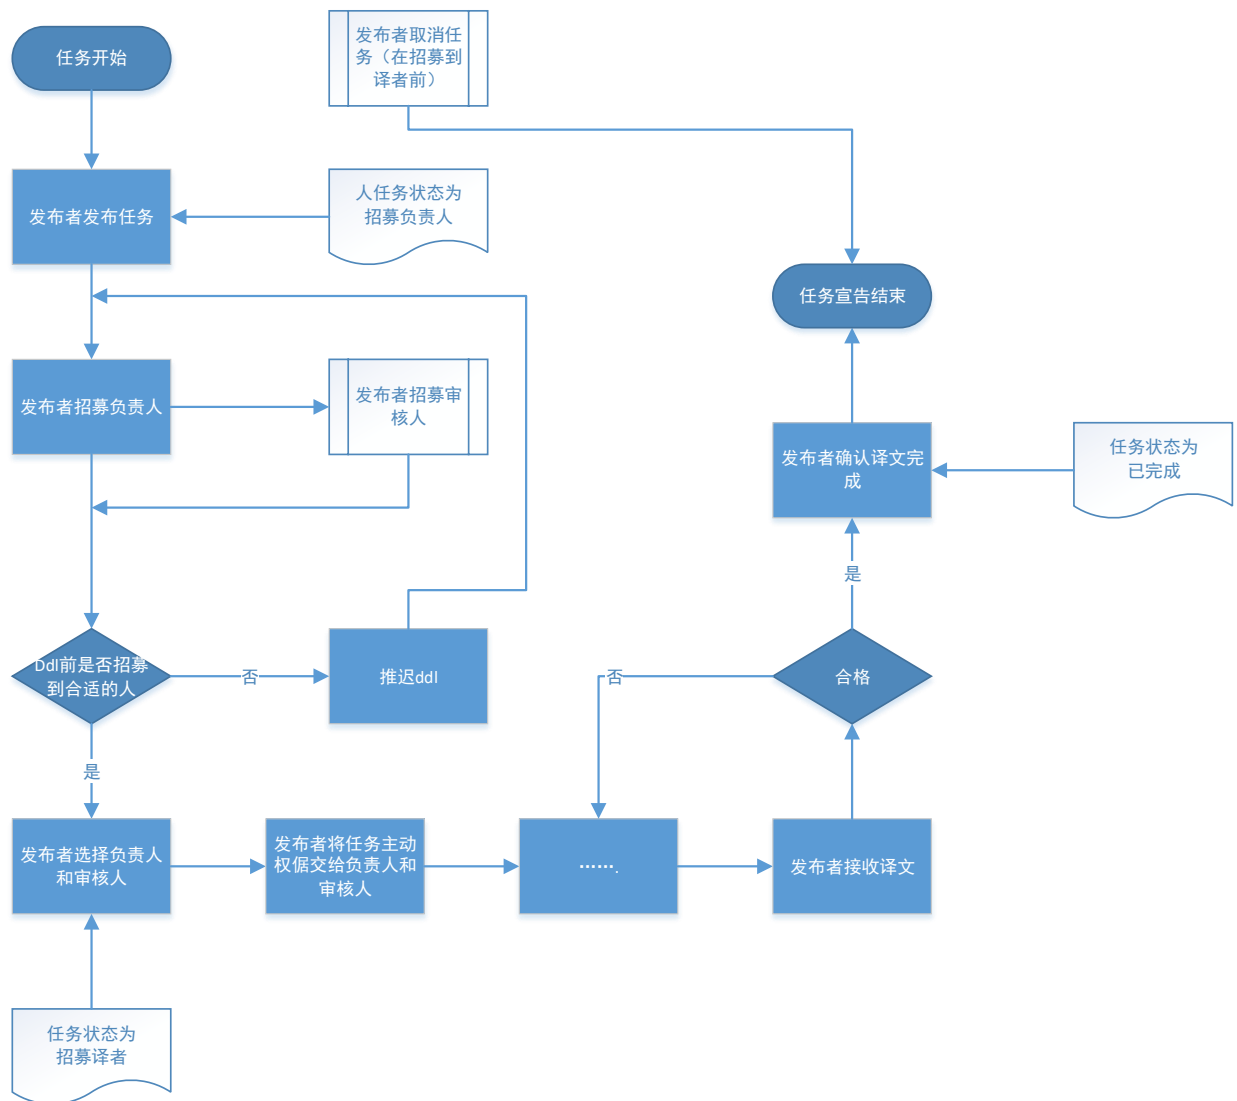 任务开始
发布者取消任
务（在招募到
译者前）
发布者发布任务
人任务状态为
招募负责人
任务宣告结束
发布者招募负责人
发布者招募审
核人
发布者确认译文完
成
任务状态为
已完成
是
Ddl前是否招募
到合适的人
否
推迟ddl
否
合格
是
发布者选择负责人
和审核人
发布者将任务主动
权倨交给负责人和
审核人
…….
发布者接收译文
任务状态为
招募译者